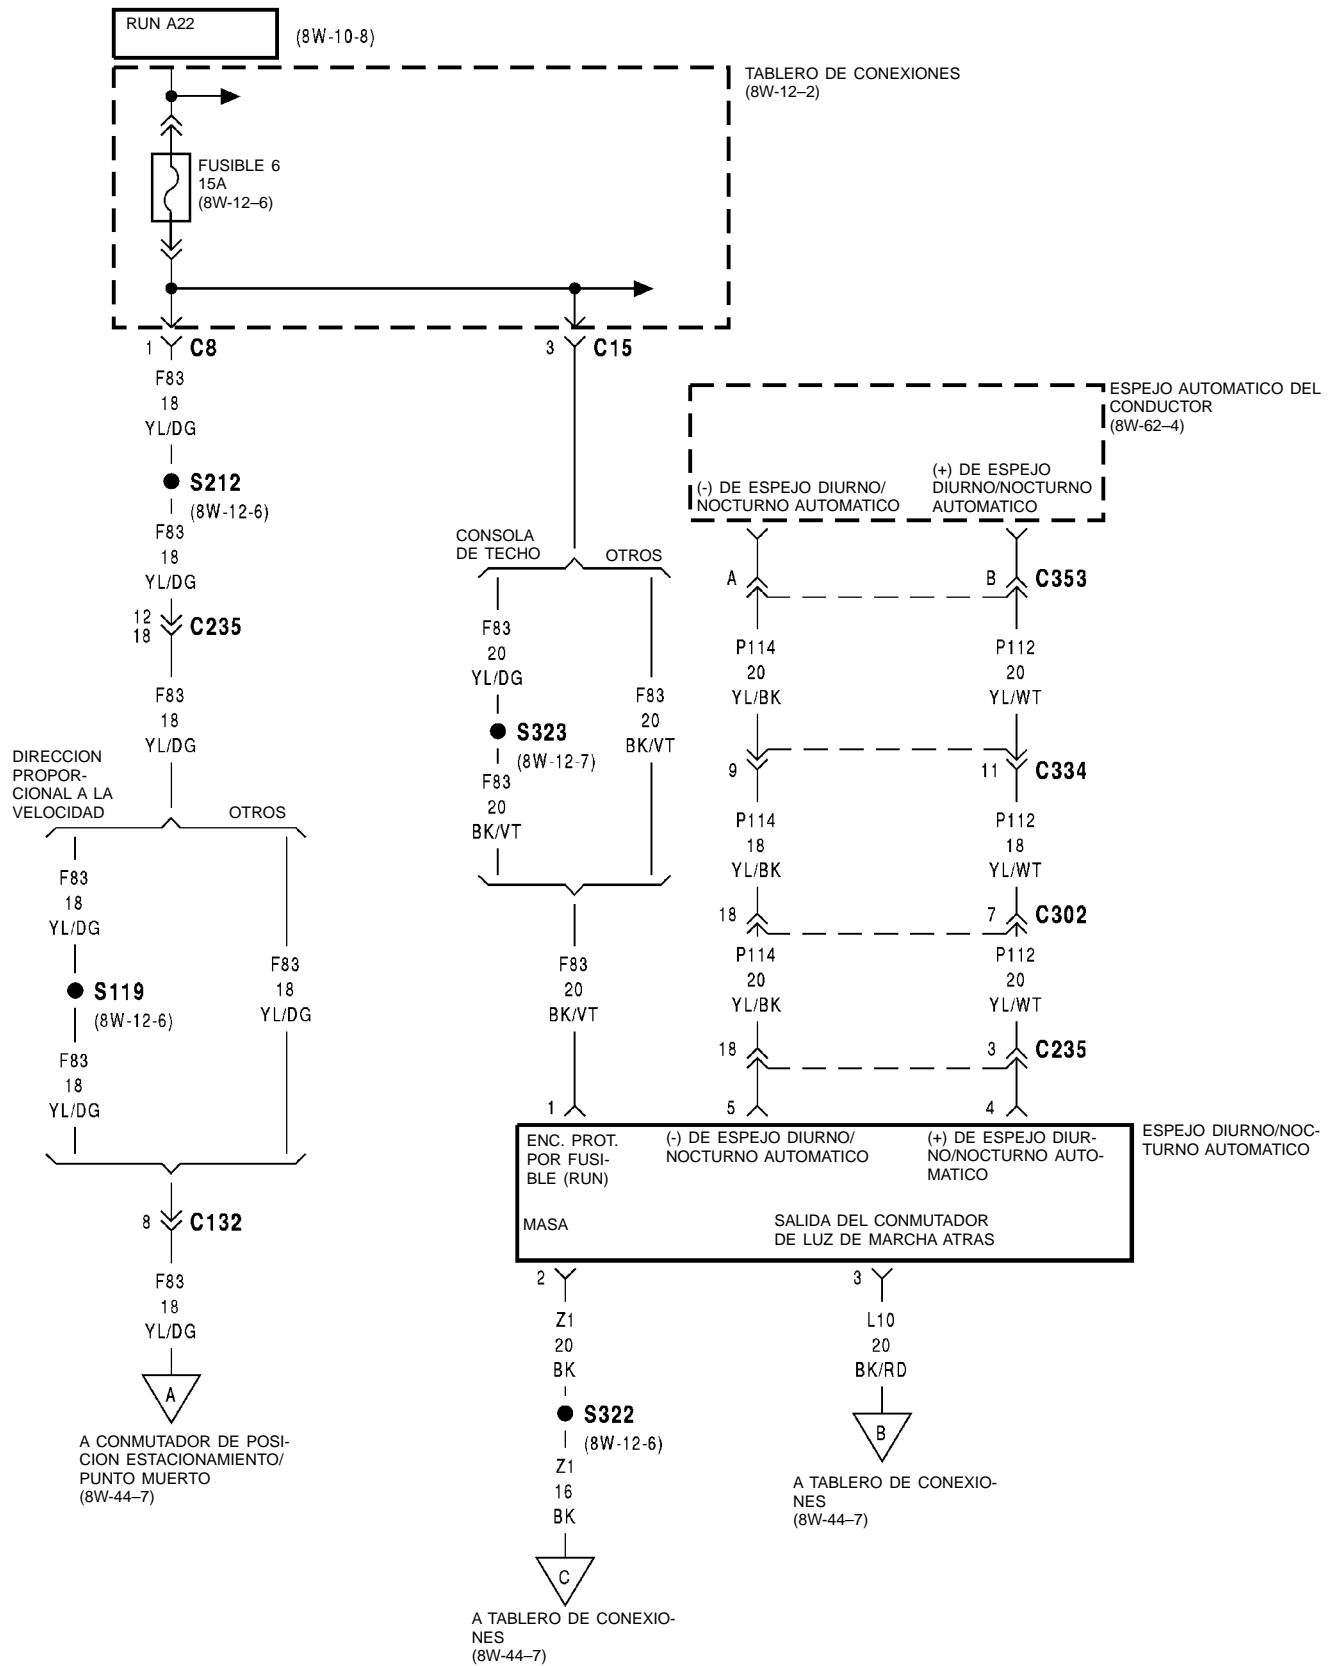 RUN A22
(8W-10-8)
TABLERO DE CONEXIONES
(8W-12–2)
FUSIBLE 6
15A
(8W-12–6)
1
C8
3
C15
F83
18
YL/DG
S212
(8W-12-6)
F83
18
YL/DG
12
18
C235
F83
18
YL/DG
DIRECCION
PROPOR-
CIONAL A LA
VELOCIDAD
OTROS
F83
18
YL/DG
S119
(8W-12-6)
F83
18
YL/DG
F83
18
YL/DG
8
C132
F83
18
YL/DG
A
A CONMUTADOR DE POSI-
CION ESTACIONAMIENTO/
PUNTO MUERTO
(8W-44–7)
CONSOLA
DE TECHO
OTROS
F83
20
YL/DG
S323
(8W-12-7)
F83
20
BK/VT
F83
20
BK/VT
F83
20
BK/VT
1
ESPEJO AUTOMATICO DEL
CONDUCTOR
(8W-62–4)
(-) DE ESPEJO DIURNO/
NOCTURNO AUTOMATICO
(+) DE ESPEJO
DIURNO/NOCTURNO
AUTOMATICO
A
B
C353
P114
20
YL/BK
P112
20
YL/WT
9
11
C334
P114
18
YL/BK
P112
18
YL/WT
18
7
C302
P114
20
YL/BK
P112
20
YL/WT
18
3
C235
5
4
ESPEJO DIURNO/NOC-
TURNO AUTOMATICO
ENC. PROT.
POR FUSI-
BLE (RUN)
(-) DE ESPEJO DIURNO/
NOCTURNO AUTOMATICO
(+) DE ESPEJO DIUR-
NO/NOCTURNO AUTO-
MATICO
MASA
SALIDA DEL CONMUTADOR
DE LUZ DE MARCHA ATRAS
2
3
Z1
20
BK
S322
(8W-12-6)
Z1
16
BK
C
A TABLERO DE CONEXIO-
NES
(8W-44–7)
L10
20
BK/RD
B
A TABLERO DE CONEXIO-
NES
(8W-44–7)